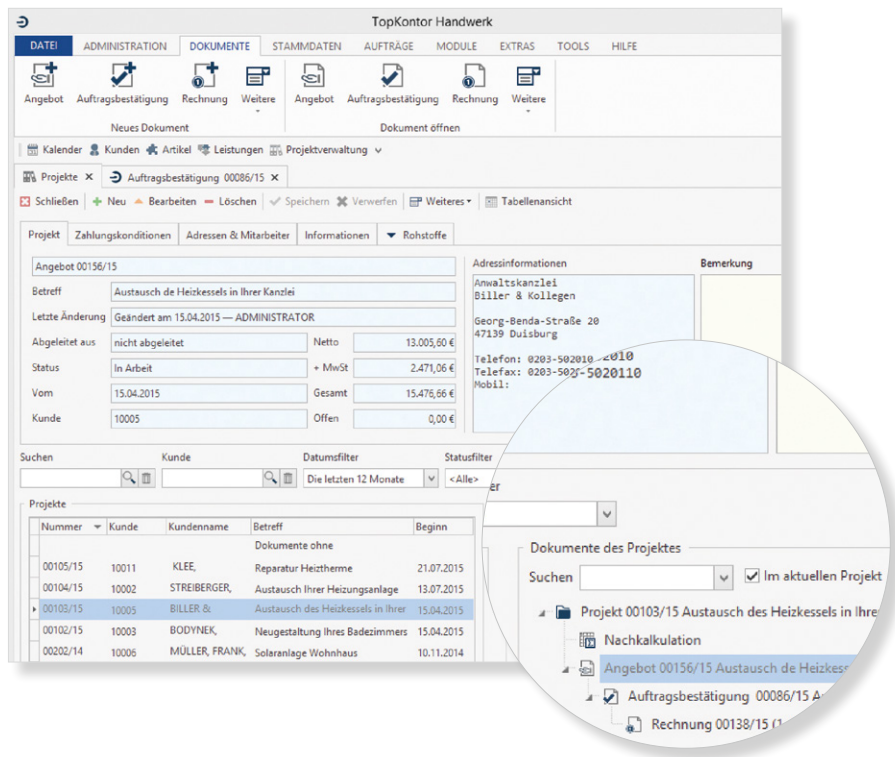 TopKontor Handwerk
DATEI ADMINISTRATION DOKUMENTE STAMMDATEN AUFTRÄGE MODULE EXTRAS TOOLS HILFE
Angebot Auftragsbestätigung Rechnung Weitere Angebot Auftragsbestätigung Rechnung Weitere
Neues Dokument Dokument öffnen
Kalender Kunden Artikel Leistungen Projektverwaltung
Projekte Auftragsbestätigung 00086/15
Schließen Neu Bearbeiten Löschen Speichern Verwerfen Weiteres Tabellenansicht
Projekt Zahlungskonditionen Adressen & Mitarbeiter Informationen Rohstoffe
Angebot 00156/15
Betreff Austausch de Heizkessels in Ihrer Kanzlei
Letzte Änderung Geändert am 15.04.2015 — ADMINISTRATOR
Abgeleitet aus nicht abgeleitet Netto 13.005,60 €
Status In Arbeit + MwSt 2.471,06 €
Vom 15.04.2015 Gesamt 15.476,66 €
Kunde 10005 Offen 0,00 €
Adressinformationen Bemerkung
Anwaltskanzlei
Biller & Kollegen
Georg-Benda-Straße 20
47139 Duisburg
Telefon: 0203-502010
Telefax: 0203-5020110
Mobil:
Suchen Kunde Datumsfilter Statusfilter
Die letzten 12 Monate <Alle>
Projekte
Nummer Kunde Kundenname Betreff Beginn
Dokumente ohne
00105/15 10011 KLEE, Reparatur Heiztherme 21.07.2015
00104/15 10002 STREIBERGER, Austausch Ihrer Heizungsanlage 13.07.2015
00103/15 10005 BILLER & Austausch des Heizkessels in Ihrer 15.04.2015
00102/15 10003 BODYNEK, Neugestaltung Ihres Badezimmers 15.04.2015
00202/14 10006 MÜLLER, FRANK, Solaranlage Wohnhaus 10.11.2014
Dokumente des Projektes
Suchen Im aktuellen Projekt
Projekt 00103/15 Austausch des Heizkessels in Ihrer
Nachkalkulation
Angebot 00156/15 Austausch de Heizkess
Auftragsbestätigung 00086/15 A
Rechnung 00138/15 (1